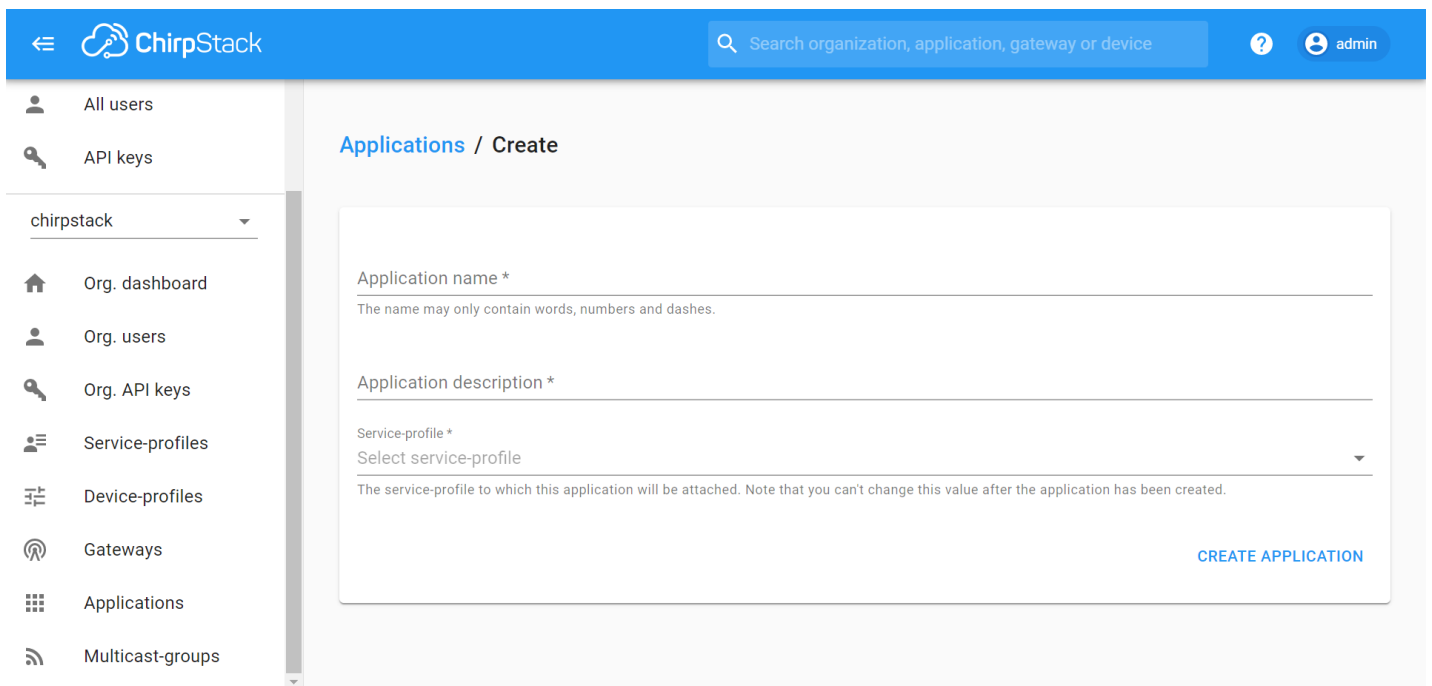 ChirpStack
Search organization, application, gateway or device
? admin
All users
API keys
chirpstack
Org. dashboard
Org. users
Org. API keys
Service-profiles
Device-profiles
Gateways
Applications
Multicast-groups
Applications / Create
Application name *
The name may only contain words, numbers and dashes.
Application description *
Service-profile *
Select service-profile
The service-profile to which this application will be attached. Note that you can't change this value after the application has been created.
CREATE APPLICATION